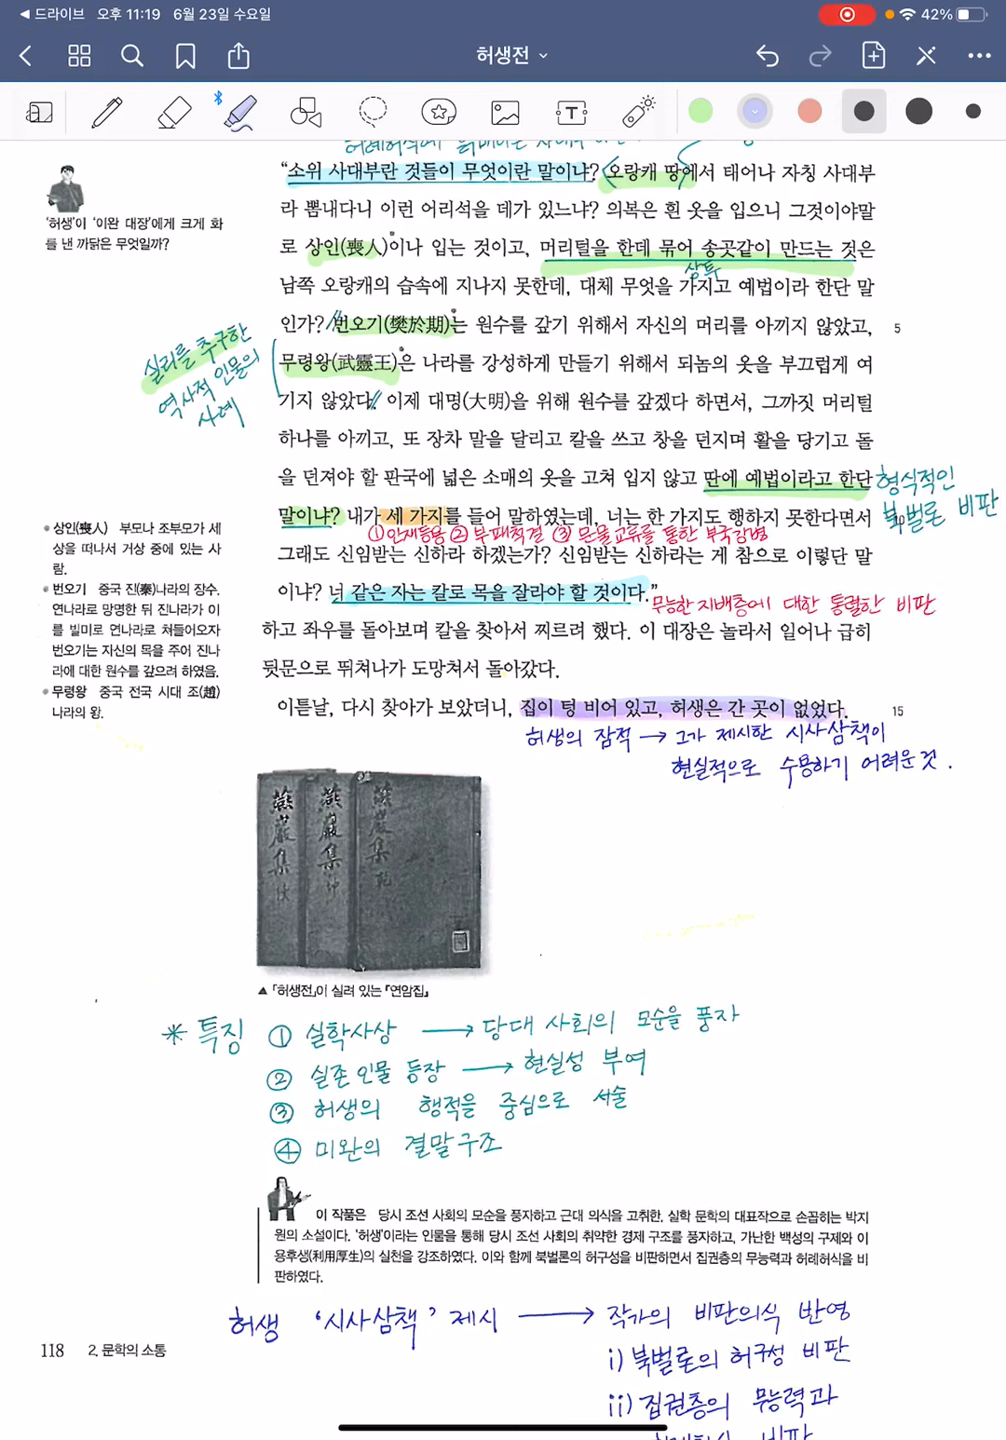 ◀ 드라이브 오후 11:19 6월 23일 수요일
42%
허생전
"소위 사대부란 것들이 무엇이란 말이냐? 오랑캐 땅에서 태어나 자칭 사대부
라 뽐내다니 이런 어리석을 데가 있느냐? 의복은 흰 옷을 입으니 그것이야말
로 상인(喪人)이나 입는 것이고, 머리털을 한데 묶어 송곳같이 만드는 것은
상투
남쪽 오랑캐의 습속에 지나지 못한데, 대체 무엇을 가지고 예법이라 한단 말
인가? 번오기(樊於期)는 원수를 갚기 위해서 자신의 머리를 아끼지 않았고,
5
무령왕(武靈王)은 나라를 강성하게 만들기 위해서 되놈의 옷을 부끄럽게 여
기지 않았다. 이제 대명(大明)을 위해 원수를 갚겠다 하면서, 그까짓 머리털
하나를 아끼고, 또 장차 말을 달리고 칼을 쓰고 창을 던지며 활을 당기고 돌
을 던져야 할 판국에 넓은 소매의 옷을 고쳐 입지 않고 딴에 예법이라고 한단
말이냐? 내가 세 가지를 들어 말하였는데, 너는 한 가지도 행하지 못한다면서
①인재등용 ②부패척결 ③문물교류를 통한 부국강병
그래도 신임받는 신하라 하겠는가? 신임받는 신하라는 게 참으로 이렇단 말
이냐? 너 같은 자는 칼로 목을 잘라야 할 것이다."
무능한 지배층에 대한 통렬한 비판
하고 좌우를 돌아보며 칼을 찾아서 찌르려 했다. 이 대장은 놀라서 일어나 급히
뒷문으로 뛰쳐나가 도망쳐서 돌아갔다.
이튿날, 다시 찾아가 보았더니, 집이 텅 비어 있고, 허생은 간 곳이 없었다.
15
허생의 잠적 → 그가 제시한 시사삼책이
현실적으로 수용하기 어려운 것.
'허생'이 '이완 대장'에게 크게 화
를 낸 까닭은 무엇일까?
실리를 추구한
역사적 인물의
사례
형식적인
북벌론 비판
상인(喪人) 부모나 조부모가 세
상을 떠나서 거상 중에 있는 사
람.
번오기 중국 진(秦)나라의 장수.
연나라로 망명한 뒤 진나라가 이
를 빌미로 연나라로 쳐들어오자
번오기는 자신의 목을 주어 진나
라에 대한 원수를 갚으려 하였음.
무령왕 중국 전국 시대 조(趙)
나라의 왕.
燕巖集
燕巖集
燕巖集 乾
▲ 「허생전」이 실려 있는 『연암집』
* 특징 ① 실학사상 → 당대 사회의 모순을 풍자
② 실존 인물 등장 → 현실성 부여
③ 허생의 행적을 중심으로 서술
④ 미완의 결말구조
이 작품은 당시 조선 사회의 모순을 풍자하고 근대 의식을 고취한, 실학 문학의 대표작으로 손꼽히는 박지
원의 소설이다. '허생'이라는 인물을 통해 당시 조선 사회의 취약한 경제 구조를 풍자하고, 가난한 백성의 구제와 이
용후생(利用厚生)의 실천을 강조하였다. 이와 함께 북벌론의 허구성을 비판하면서 집권층의 무능력과 허례허식을 비
판하였다.
허생 '시사삼책' 제시 → 작가의 비판의식 반영
i) 북벌론의 허구성 비판
ii) 집권층의 무능력과
118 2. 문학의 소통